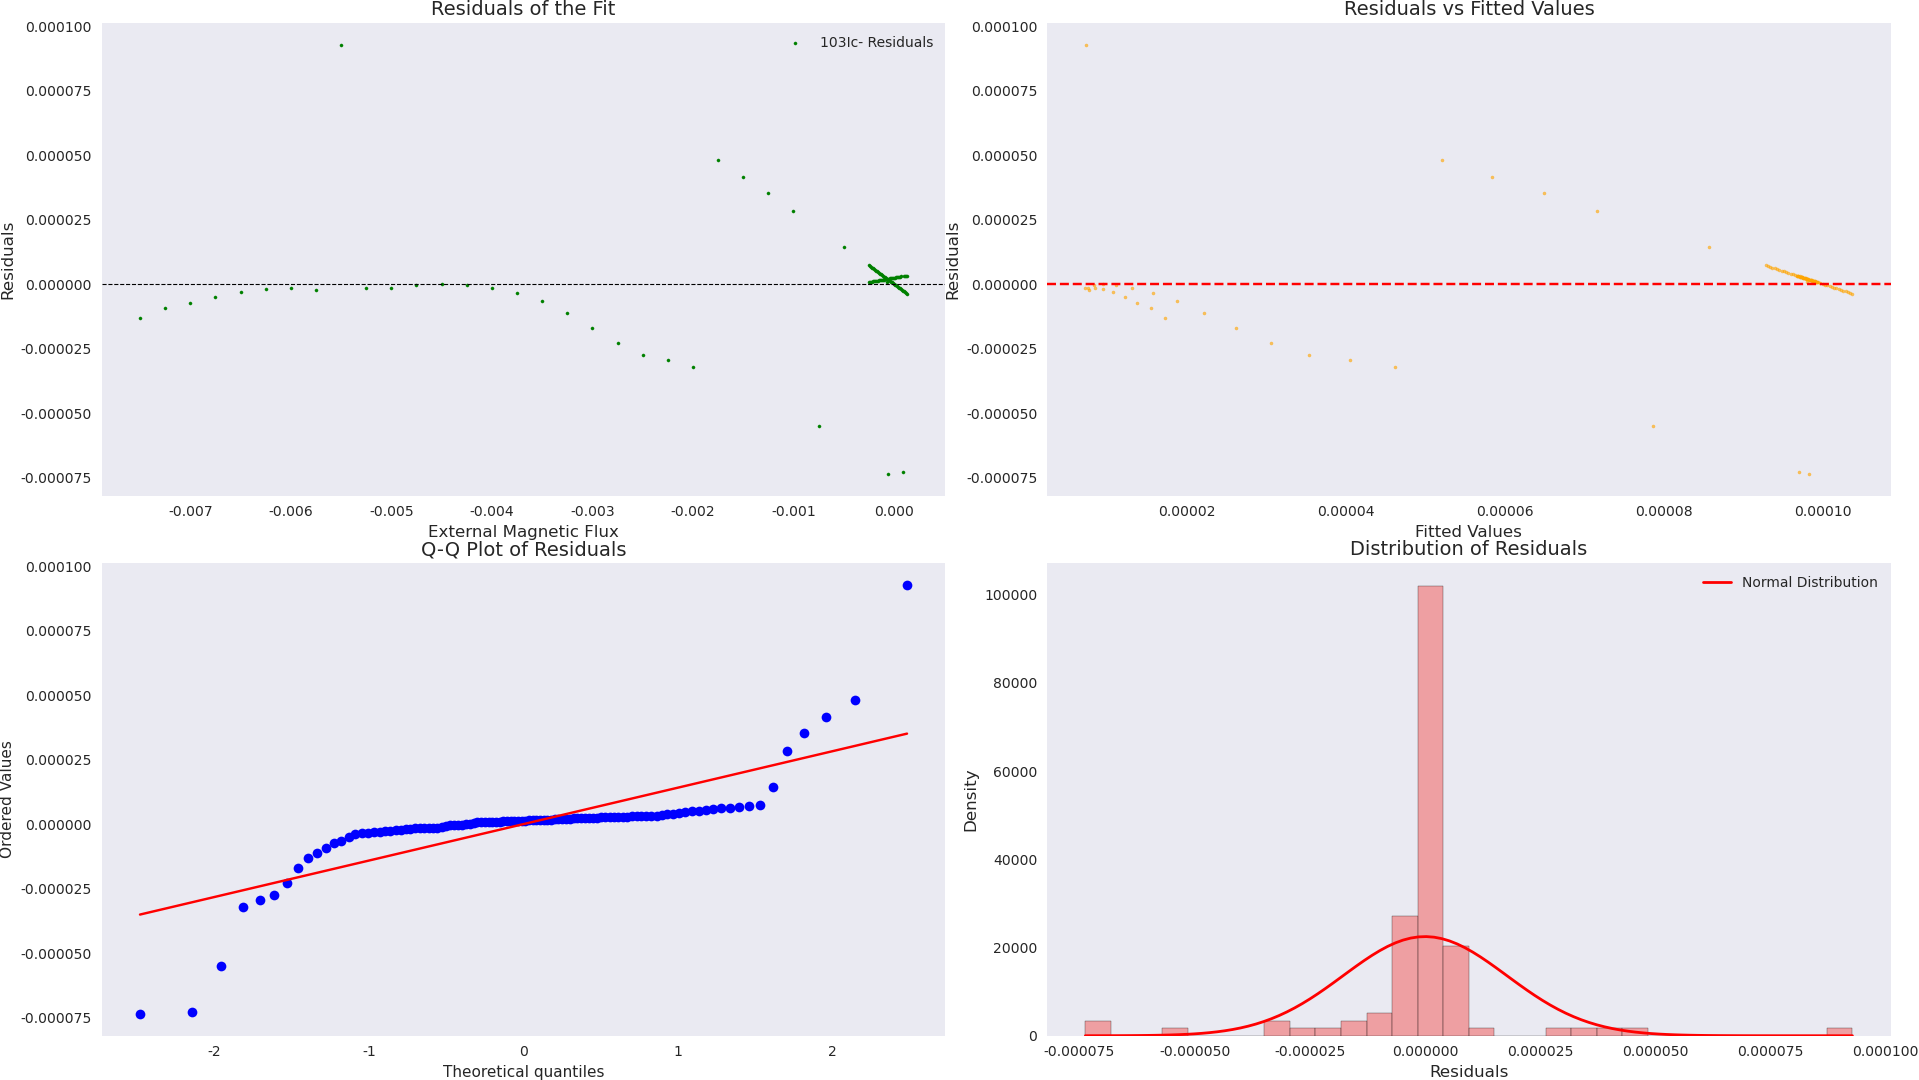 Residuals of the Fit
0.000100
0.000075
0.000050
0.000025
0.000000
-0.000025
-0.000050
-0.000075
Residuals
103Ic- Residuals
-0.007 -0.006 -0.005 -0.004 -0.003 -0.002 -0.001 0.000
External Magnetic Flux
Residuals vs Fitted Values
0.000100
0.000075
0.000050
0.000025
0.000000
-0.000025
-0.000050
-0.000075
Residuals
0.00002 0.00004 0.00006 0.00008 0.00010
Fitted Values
Q-Q Plot of Residuals
0.000100
0.000075
0.000050
0.000025
0.000000
-0.000025
-0.000050
-0.000075
Ordered Values
-2 -1 0 1 2
Theoretical quantiles
Distribution of Residuals
100000
80000
60000
40000
20000
0
Density
Normal Distribution
-0.000075 -0.000050 -0.000025 0.000000 0.000025 0.000050 0.000075 0.000100
Residuals